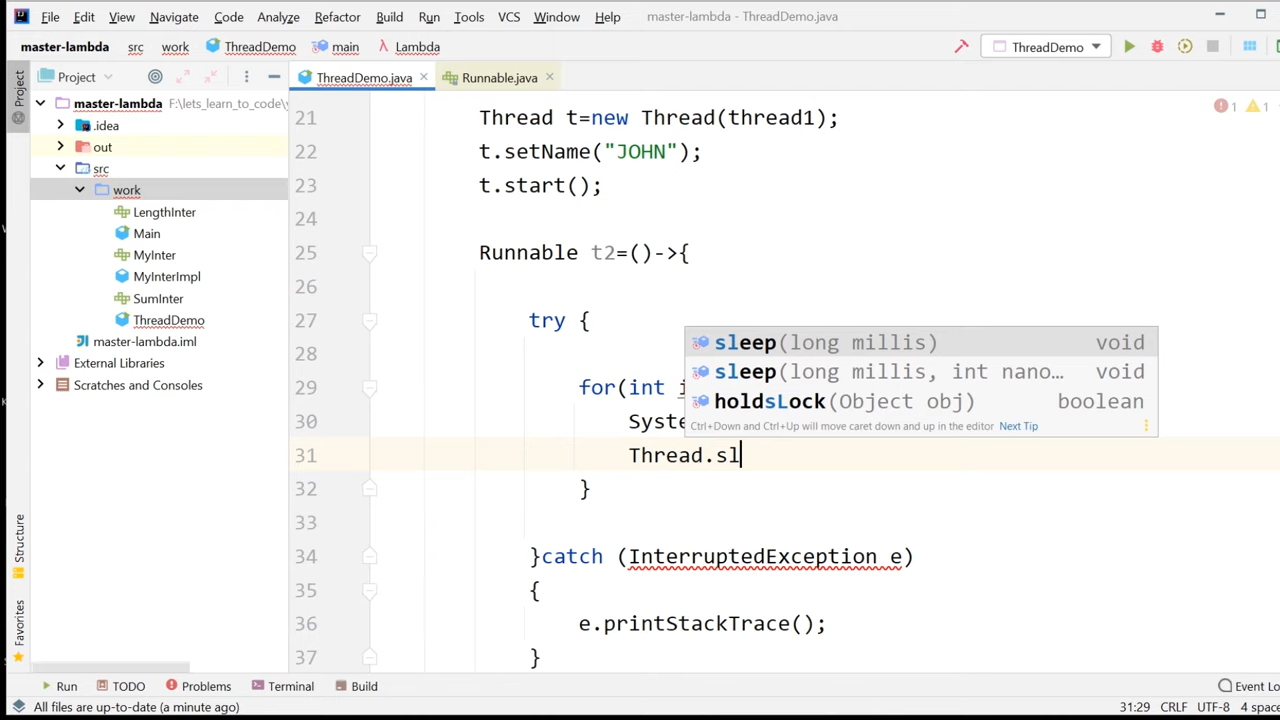 File Edit View Navigate Code Analyze Refactor Build Run Tools VCS Window Help master-lambda - ThreadDemo.java
master-lambda src work ThreadDemo main Lambda ThreadDemo
Project ThreadDemo.java Runnable.java
Project
master-lambda F:\lets_learn_to_code\
.idea
out
src
work
LengthInter
Main
MyInter
MyInterImpl
SumInter
ThreadDemo
master-lambda.iml
External Libraries
Scratches and Consoles
Structure
Favorites
1 1
21 Thread t=new Thread(thread1);
22 t.setName("JOHN");
23 t.start();
24
25 Runnable t2=()->{
26
27 try {
28
29 for(int i
30 Syste
31 Thread.sl
32 }
33
34 }catch (InterruptedException e)
35 {
36 e.printStackTrace();
37 }
sleep(long millis) void
sleep(long millis, int nano... void
holdsLock(Object obj) boolean
Ctrl+Down and Ctrl+Up will move caret down and up in the editor Next Tip
Run TODO Problems Terminal Build Event Lo
All files are up-to-date (a minute ago) 31:29 CRLF UTF-8 4 space